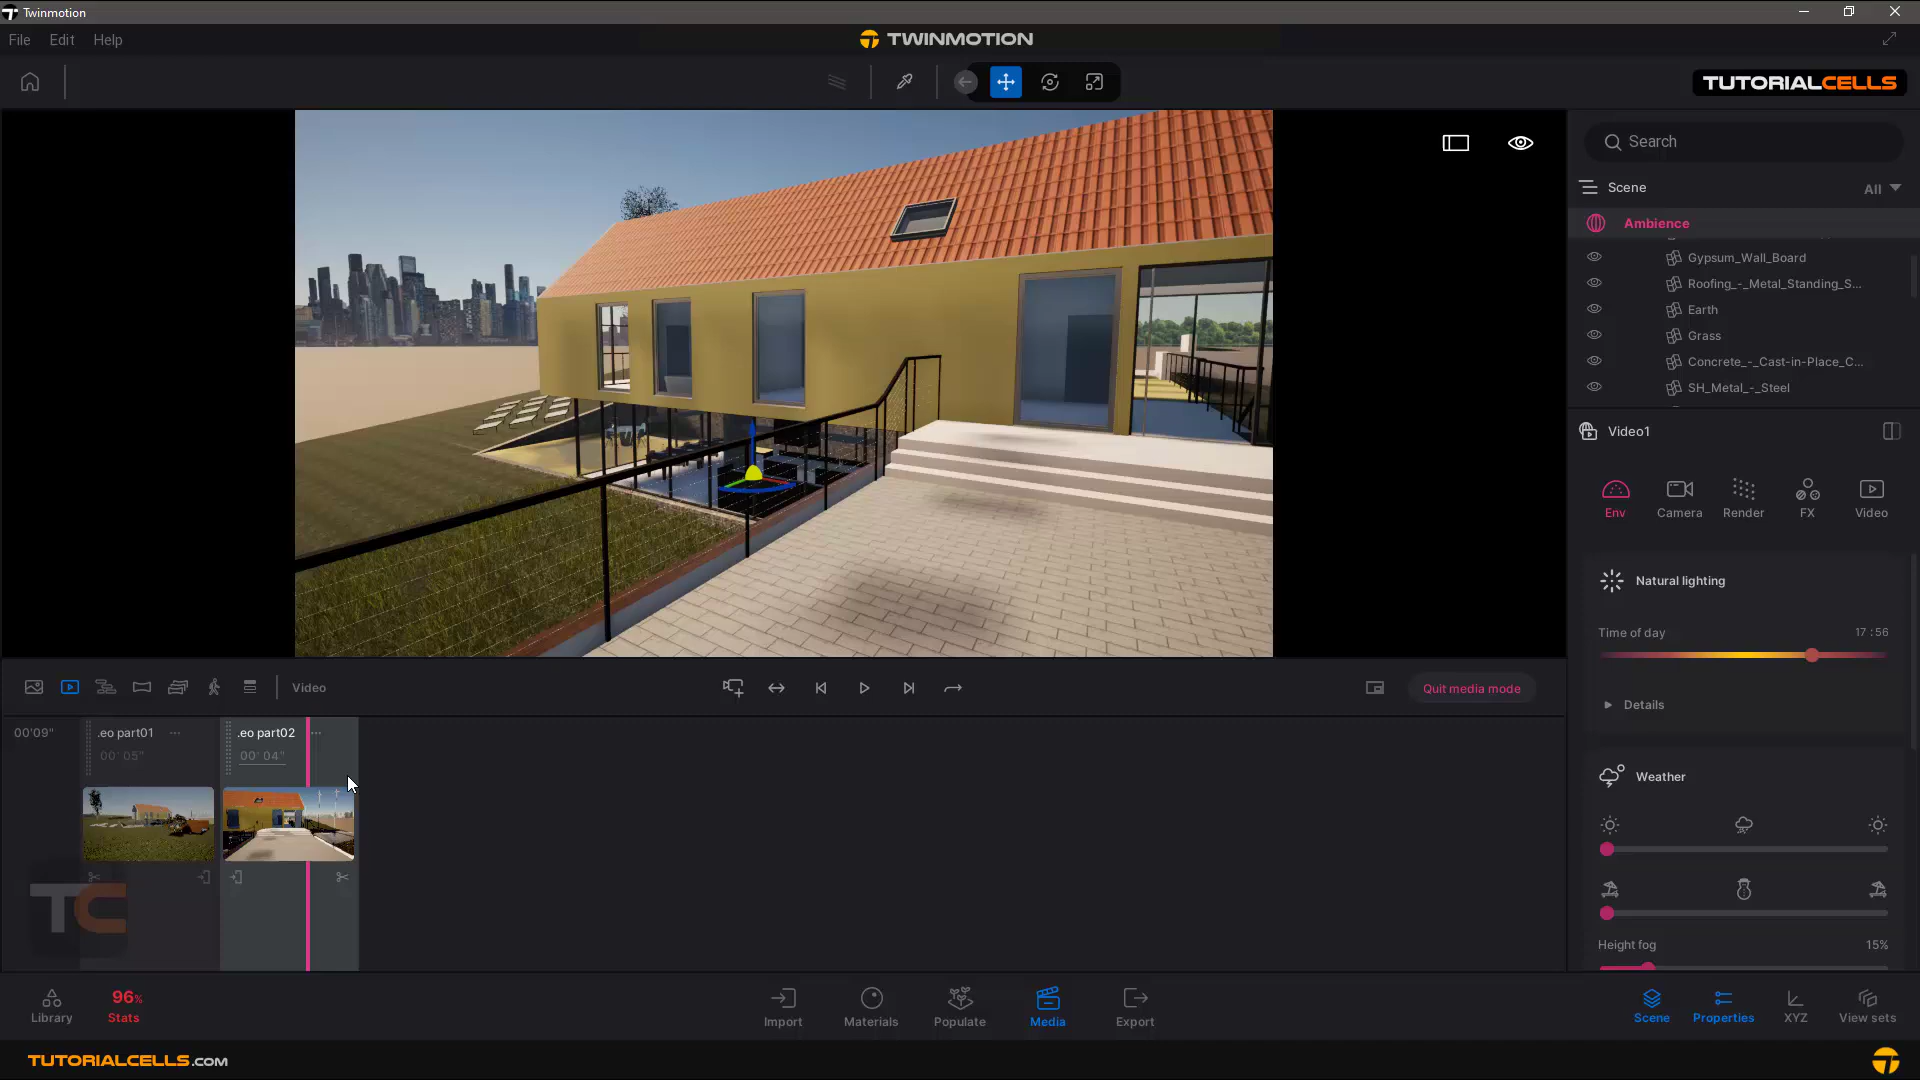 Twinmotion
File Edit Help
TWINMOTION
TUTORIALCELLS
Search
Scene All
Ambience
Gypsum_Wall_Board
Roofing_-_Metal_Standing_S...
Earth
Grass
Concrete_-_Cast-in-Place_C...
SH_Metal_-_Steel
Video1
Env Camera Render FX Video
Natural lighting
Time of day 17:56
Details
Weather
Height fog 15%
Video
Quit media mode
00'09" .eo part01 ... .eo part02 ...
00' 05" 00' 04"
TC
96%
Stats
Library
Import Materials Populate Media Export
Scene Properties XYZ View sets
TUTORIALCELLS.COM